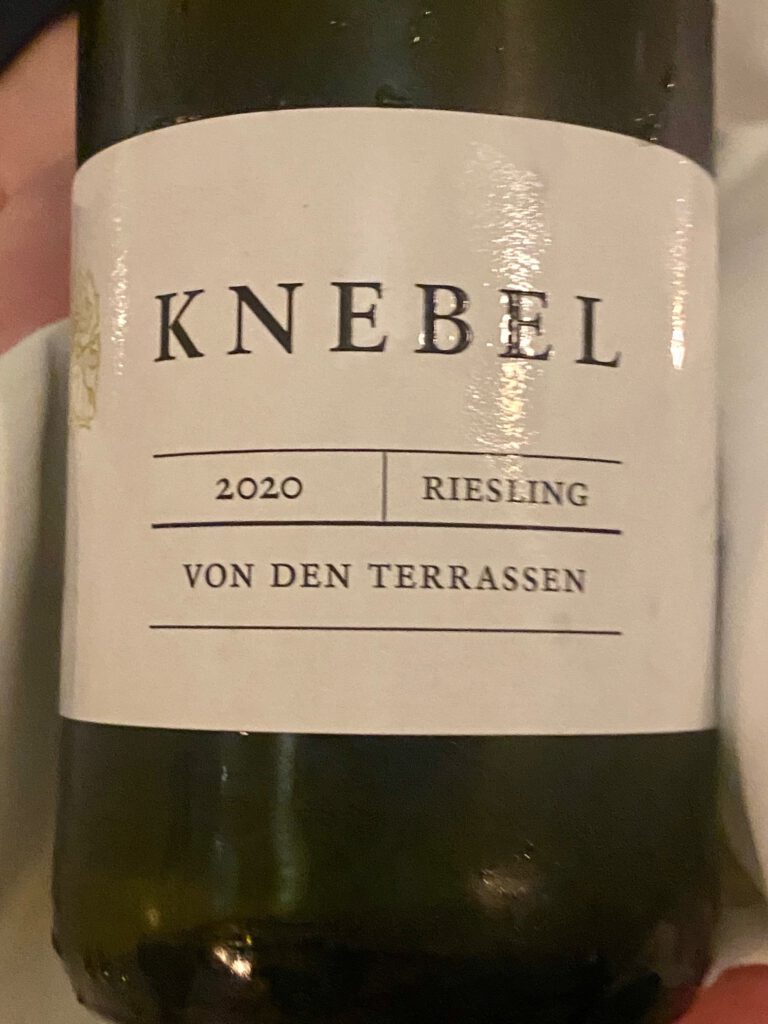 KNEBEL
2020 RIESLING
VON DEN TERRASSEN